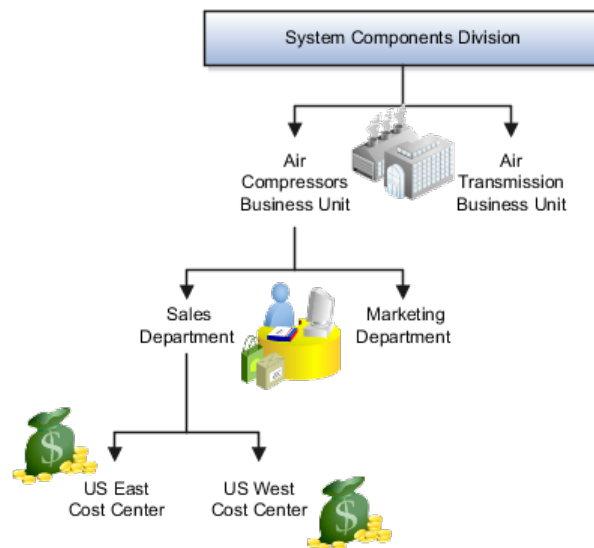 System Components Division
Air
Compressors
Business Unit
Air
Transmission
Business Unit
Sales
Department
Marketing
Department
$
US East
Cost Center
US West
Cost Center
$